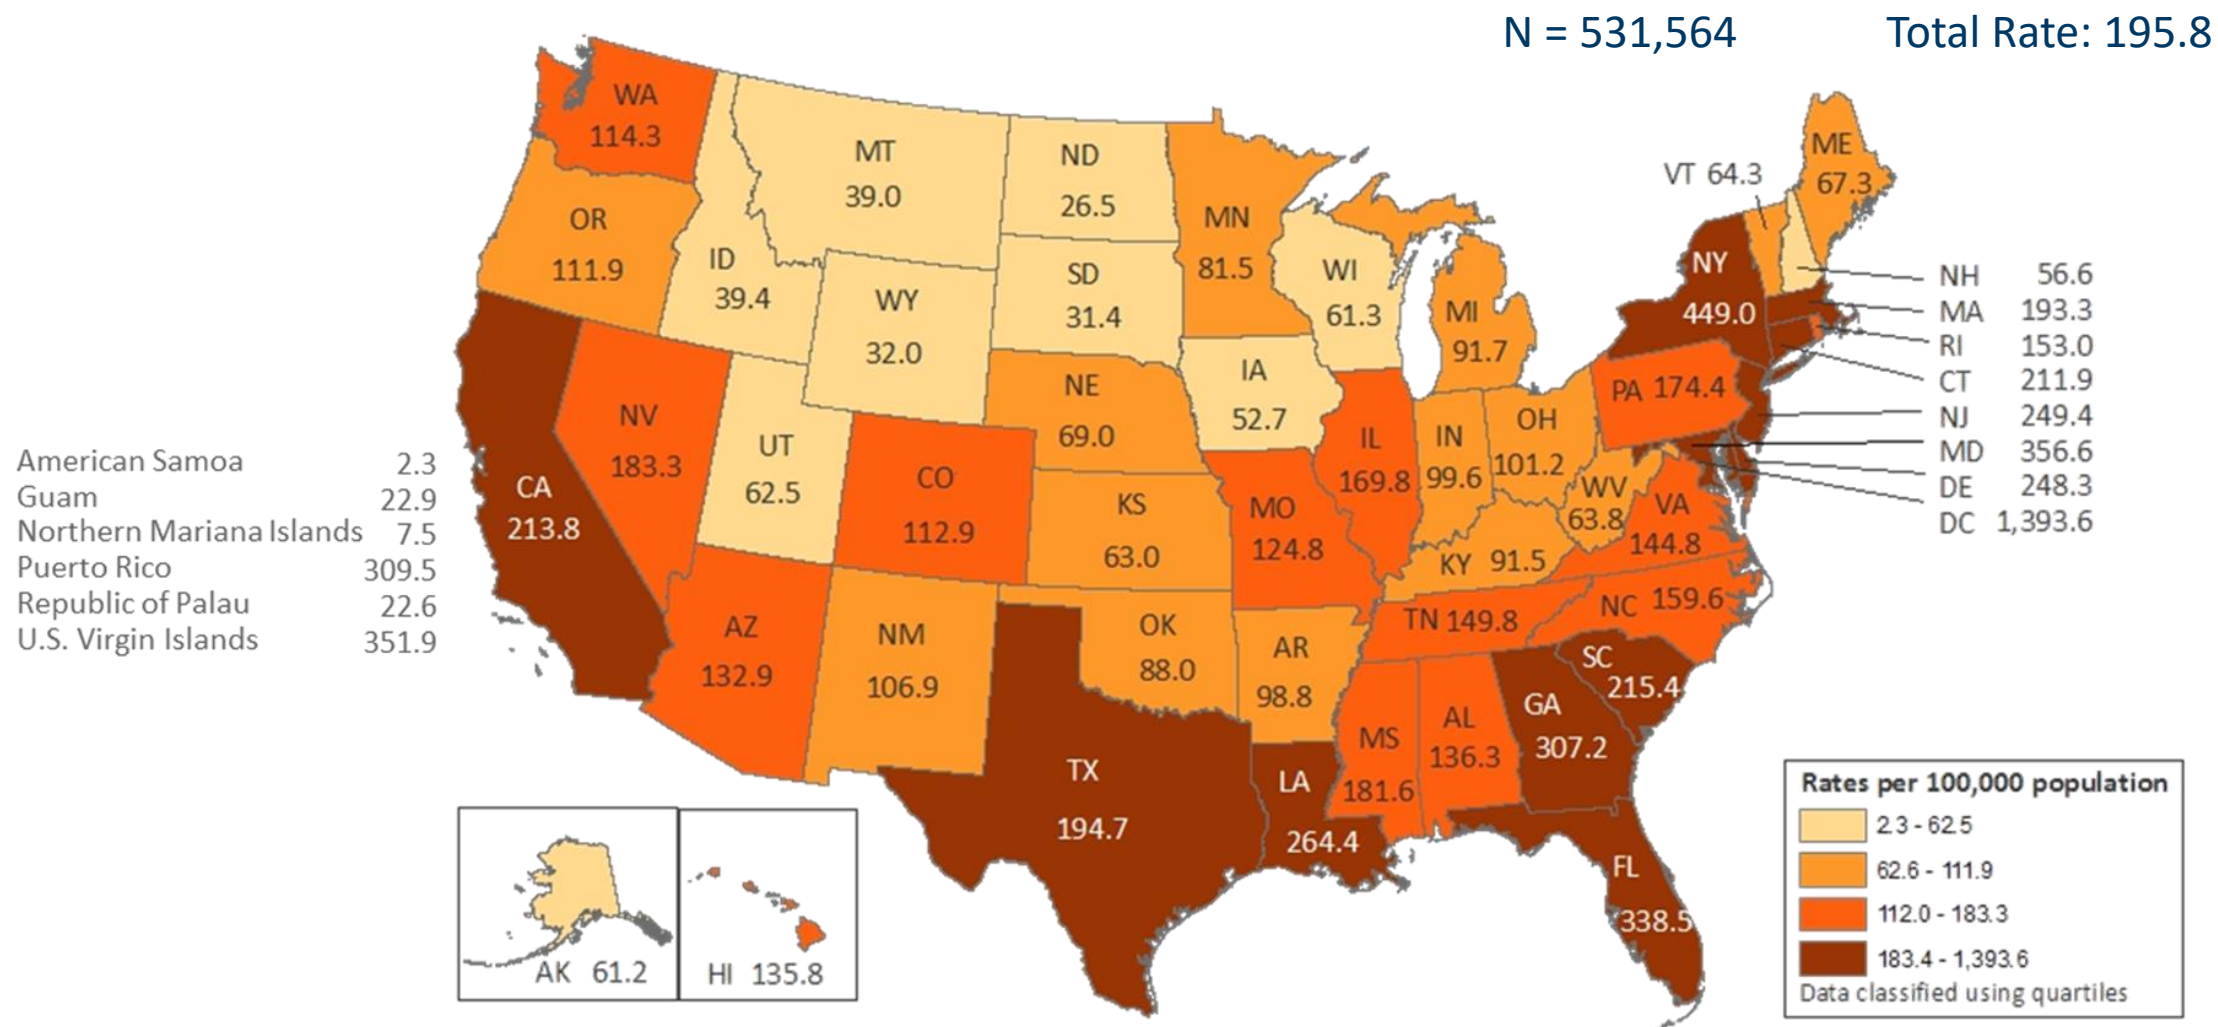 N = 531,564 Total Rate: 195.8
WA
114.3
MT
39.0
ND
26.5
MN
81.5
VT 64.3
ME
67.3
OR
111.9
ID
39.4
WY
32.0
SD
31.4
WI
61.3
MI
91.7
NY
449.0
NH 56.6
MA 193.3
RI 153.0
CT 211.9
NJ 249.4
MD 356.6
DE 248.3
DC 1,393.6
NE
69.0
IA
52.7
PA 174.4
NV
183.3
UT
62.5
CO
112.9
KS
63.0
MO
124.8
IL
169.8
IN
99.6
OH
101.2
WV
63.8
VA
144.8
KY 91.5
CA
213.8
American Samoa 2.3
Guam 22.9
Northern Mariana Islands 7.5
Puerto Rico 309.5
Republic of Palau 22.6
U.S. Virgin Islands 351.9
AZ
132.9
NM
106.9
OK
88.0
AR
98.8
TN 149.8
NC 159.6
SC
215.4
GA
307.2
AL
136.3
MS
181.6
TX
194.7
LA
264.4
FL
338.5
AK 61.2
HI 135.8
Rates per 100,000 population
2.3 - 62.5
62.6 - 111.9
112.0 - 183.3
183.4 - 1,393.6
Data classified using quartiles